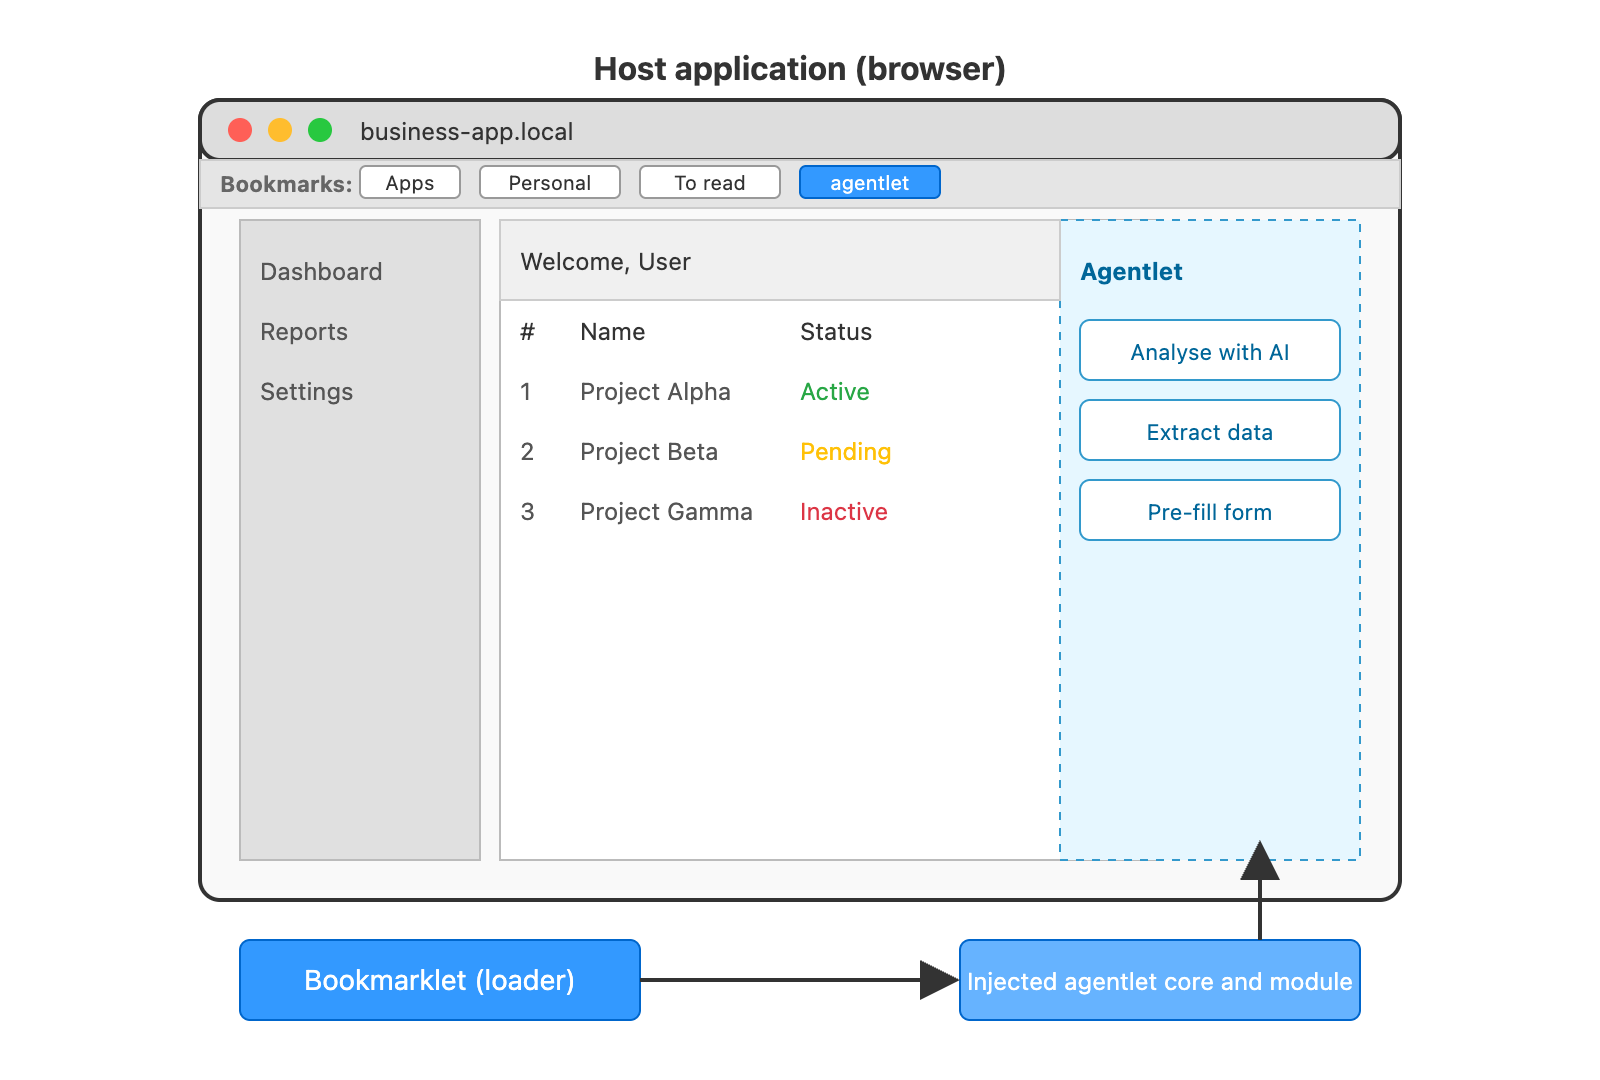 Host application (browser)
business-app.local
Bookmarks: Apps Personal To read agentlet
Dashboard
Reports
Settings
Welcome, User
# Name Status
1 Project Alpha Active
2 Project Beta Pending
3 Project Gamma Inactive
Agentlet
Analyse with AI
Extract data
Pre-fill form
Bookmarklet (loader)
Injected agentlet core and module